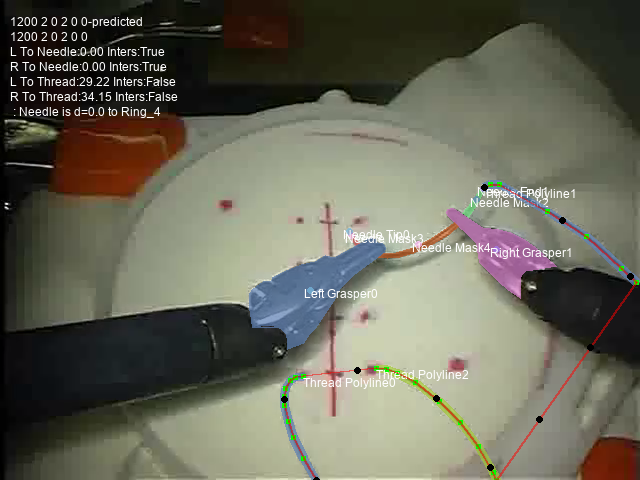 1200 2 0 2 0 0-predicted
1200 2 0 2 0 0
L To Needle:0.00 Inters:True
R To Needle:0.00 Inters:True
L To Thread:29.22 Inters:False
R To Thread:34.15 Inters:False
: Needle is d=0.0 to Ring_4
Thread Polyline1
Needle Mask2
Needle Tip0
Needle Mask3
Needle Mask4
Right Grasper1
Left Grasper0
Thread Polyline0
Thread Polyline2